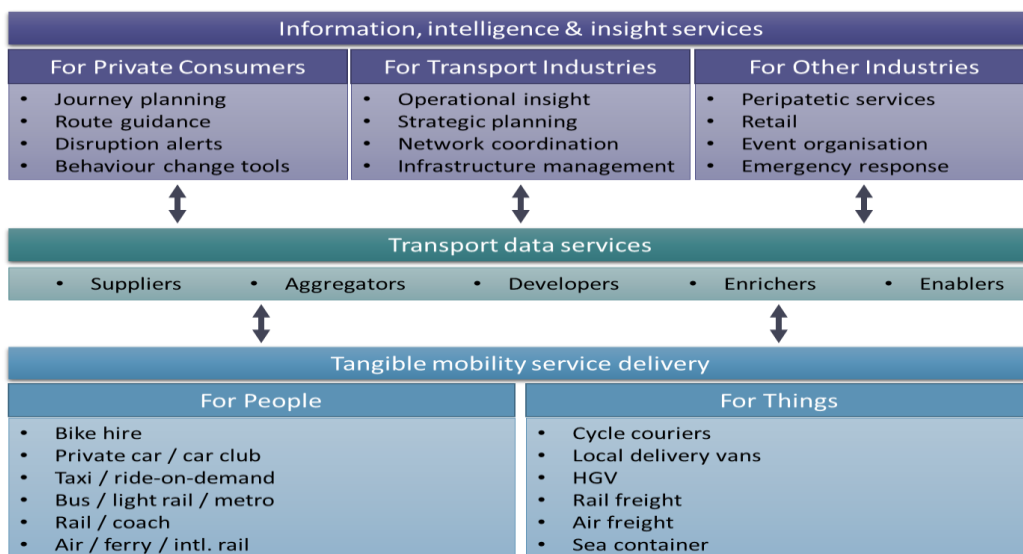 Information, intelligence & insight services
For Private Consumers
• Journey planning
• Route guidance
• Disruption alerts
• Behaviour change tools
For Transport Industries
• Operational insight
• Strategic planning
• Network coordination
• Infrastructure management
For Other Industries
• Peripatetic services
• Retail
• Event organisation
• Emergency response
Transport data services
• Suppliers • Aggregators • Developers • Enrichers • Enablers
Tangible mobility service delivery
For People
• Bike hire
• Private car / car club
• Taxi / ride-on-demand
• Bus / light rail / metro
• Rail / coach
• Air / ferry / intl. rail
For Things
• Cycle couriers
• Local delivery vans
• HGV
• Rail freight
• Air freight
• Sea container